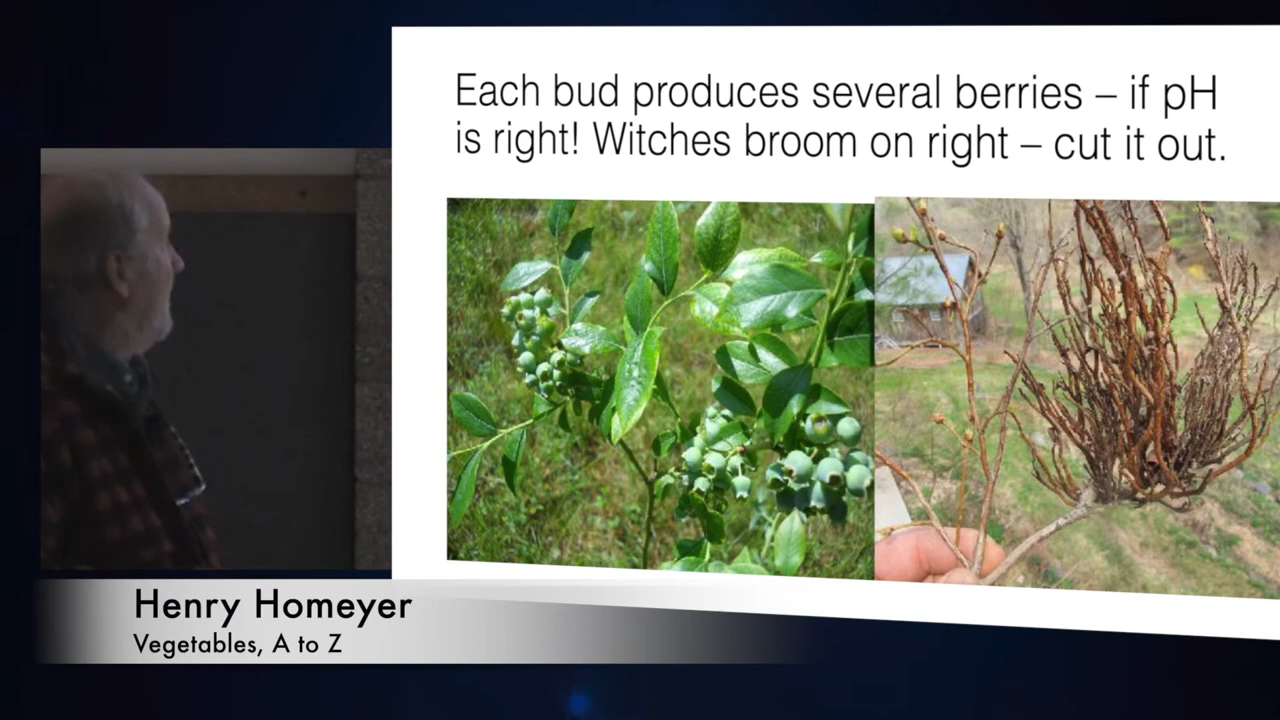 Each bud produces several berries – if pH
is right! Witches broom on right – cut it out.
Henry Homeyer
Vegetables, A to Z